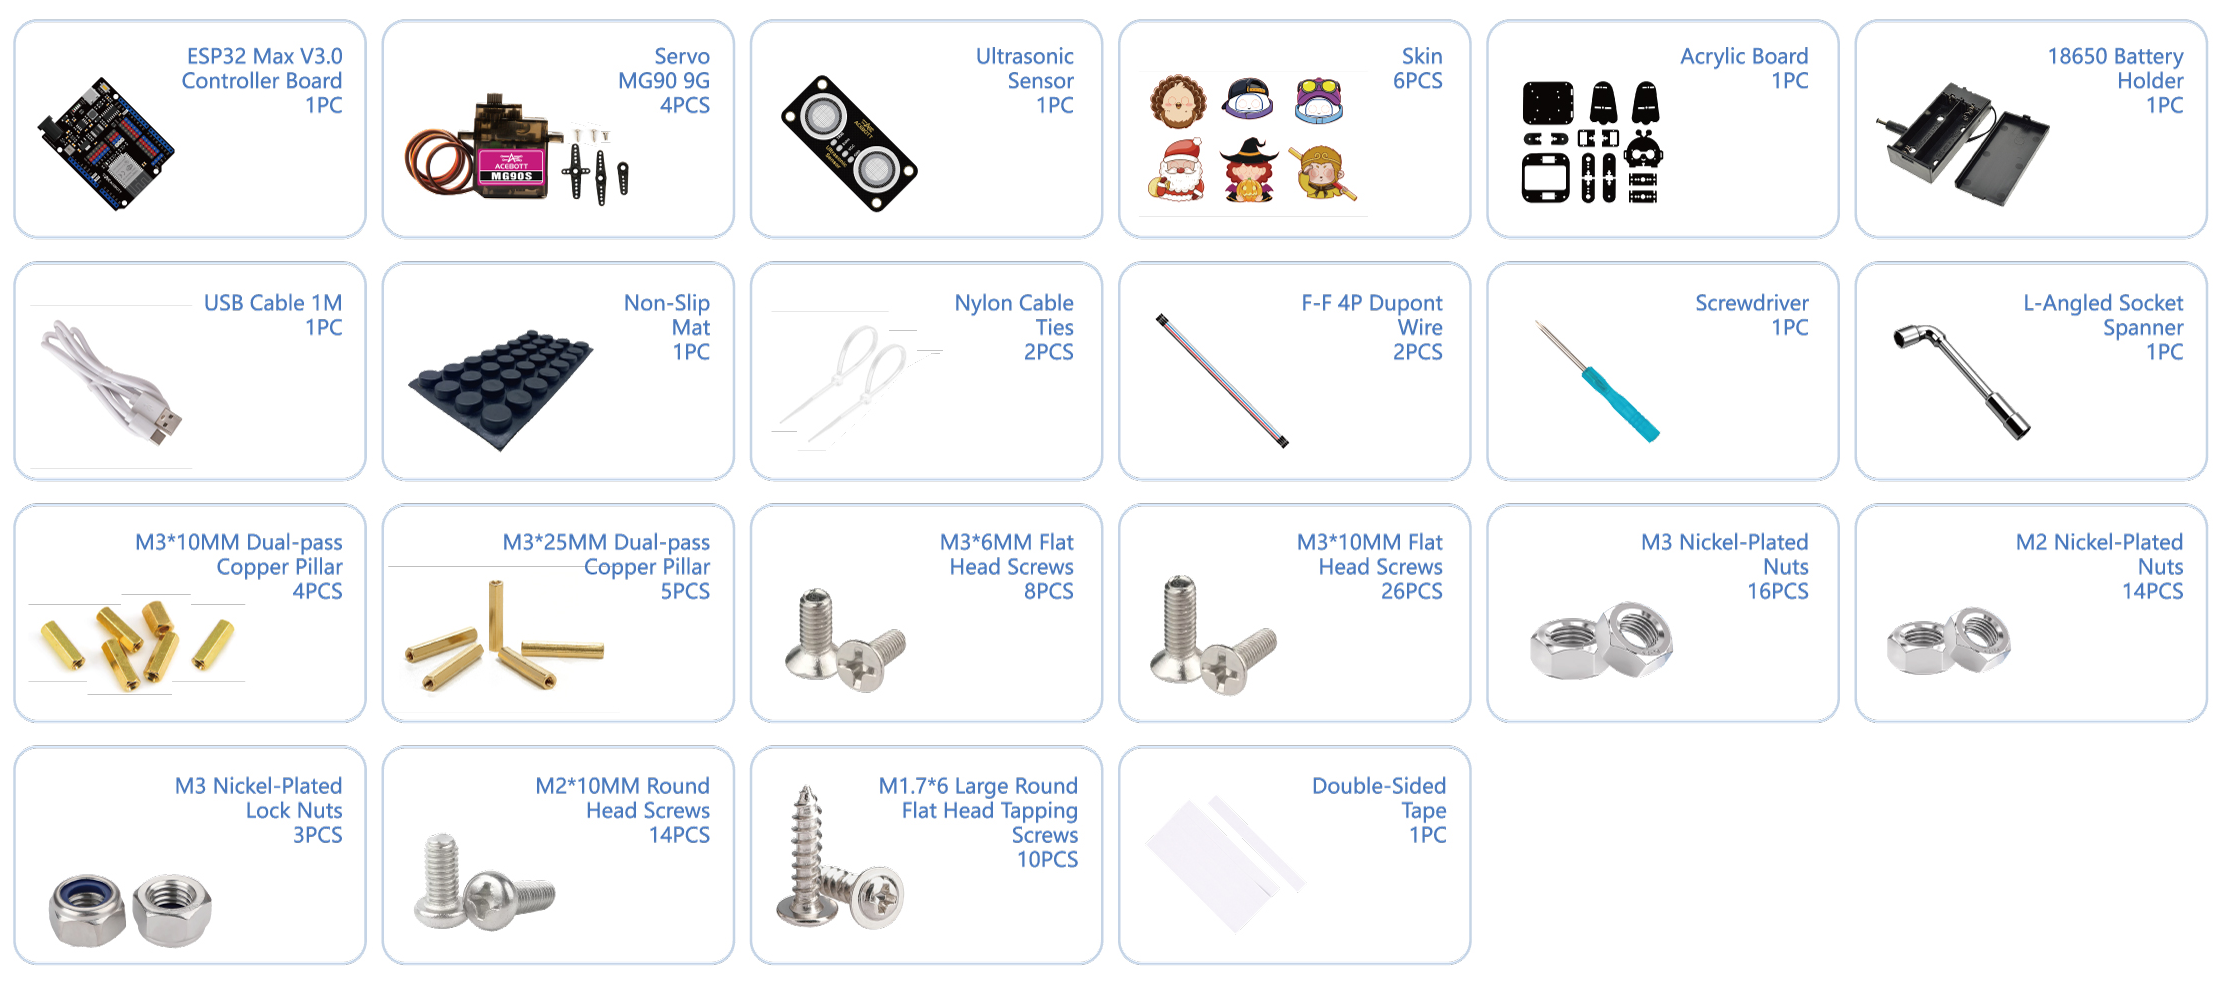 ESP32 Max V3.0
Controller Board
1PC
Servo
MG90 9G
4PCS
ACEBOTT
MG90S
Ultrasonic
Sensor
1PC
ACEBOTT
Ultrasonic
Sensor
Skin
6PCS
Acrylic Board
1PC
18650 Battery
Holder
1PC
USB Cable 1M
1PC
Non-Slip
Mat
1PC
Nylon Cable
Ties
2PCS
F-F 4P Dupont
Wire
2PCS
Screwdriver
1PC
L-Angled Socket
Spanner
1PC
M3*10MM Dual-pass
Copper Pillar
4PCS
M3*25MM Dual-pass
Copper Pillar
5PCS
M3*6MM Flat
Head Screws
8PCS
M3*10MM Flat
Head Screws
26PCS
M3 Nickel-Plated
Nuts
16PCS
M2 Nickel-Plated
Nuts
14PCS
M3 Nickel-Plated
Lock Nuts
3PCS
M2*10MM Round
Head Screws
14PCS
M1.7*6 Large Round
Flat Head Tapping
Screws
10PCS
Double-Sided
Tape
1PC